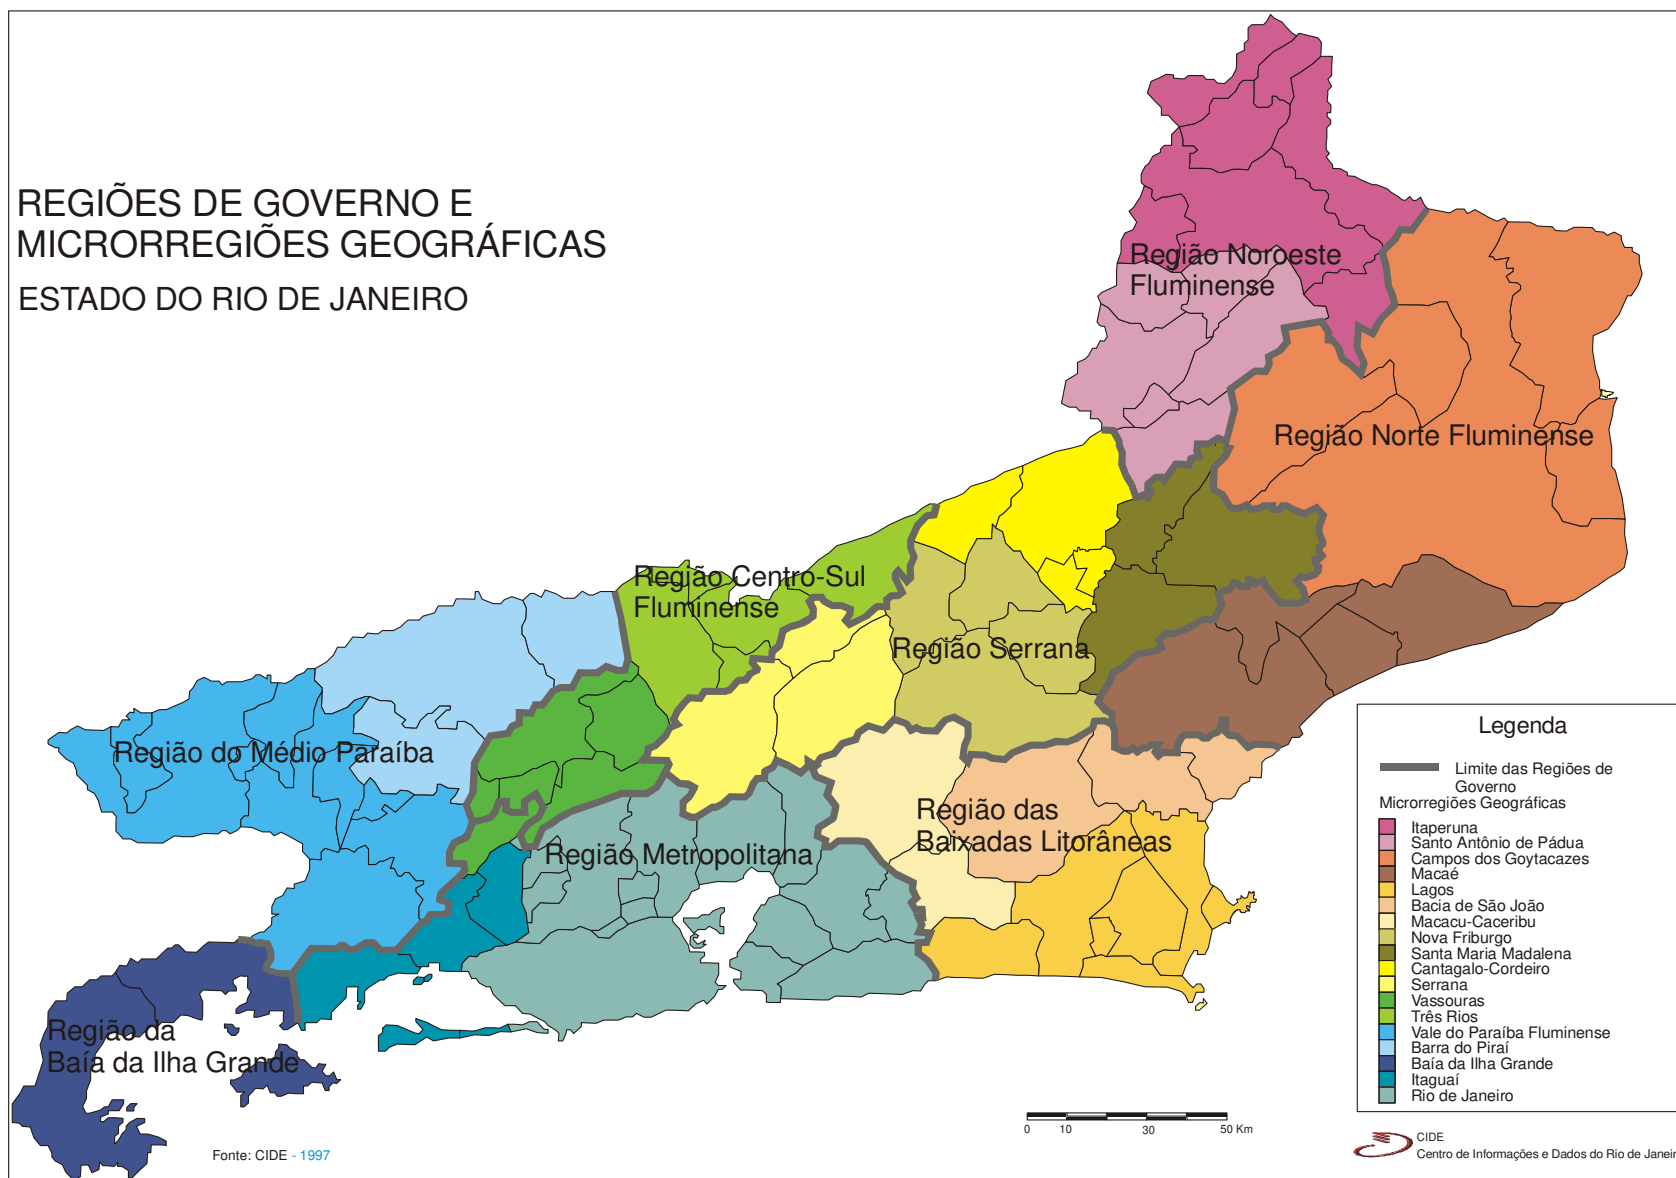 REGIÕES DE GOVERNO E
MICRORREGIÕES GEOGRÁFICAS
ESTADO DO RIO DE JANEIRO
Região Noroeste
Fluminense
Região Norte Fluminense
Região Centro-Sul
Fluminense
Região Serrana
Região do Médio Paraíba
Região das
Baixadas Litorâneas
Região Metropolitana
Região da
Baía da Ilha Grande
Legenda
Limite das Regiões de
Governo
Microrregiões Geográficas
Itaperuna
Santo Antônio de Pádua
Campos dos Goytacazes
Macaé
Lagos
Bacia de São João
Macacu-Caceribu
Nova Friburgo
Santa Maria Madalena
Cantagalo-Cordeiro
Serrana
Vassouras
Três Rios
Vale do Paraíba Fluminense
Barra do Piraí
Baía da Ilha Grande
Itaguaí
Rio de Janeiro
0 10 30 50 Km
Fonte: CIDE - 1997
CIDE
Centro de Informações e Dados do Rio de Janeir